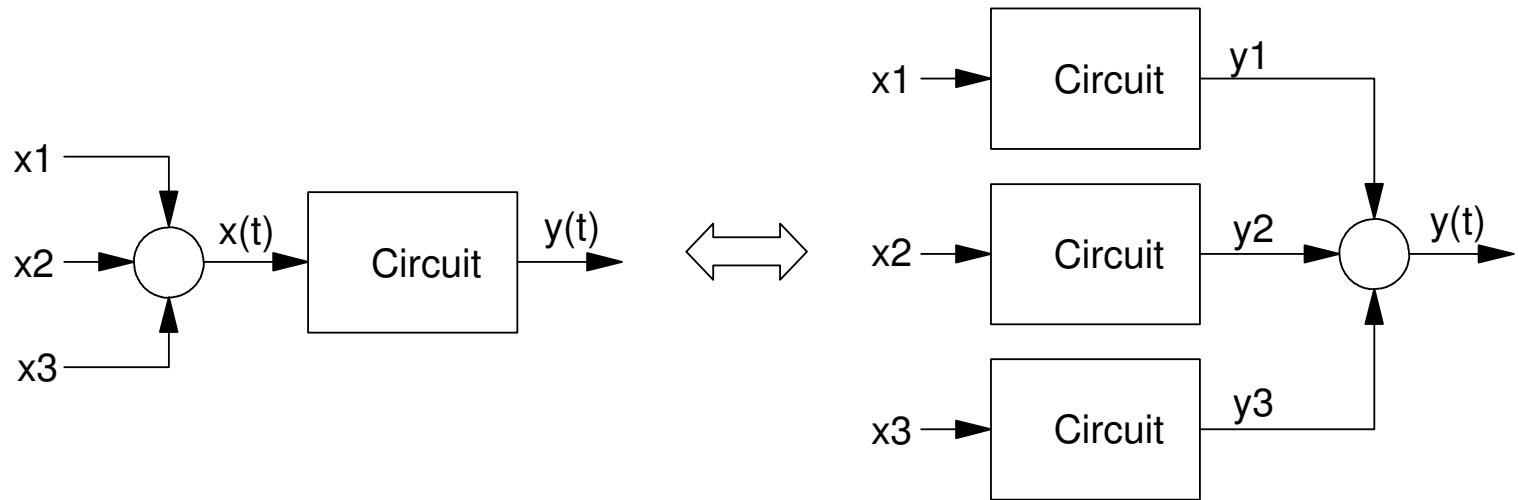 x1
x2
x3
x(t)
Circuit
y(t)
x1
Circuit
y1
x2
Circuit
y2
x3
Circuit
y3
y(t)